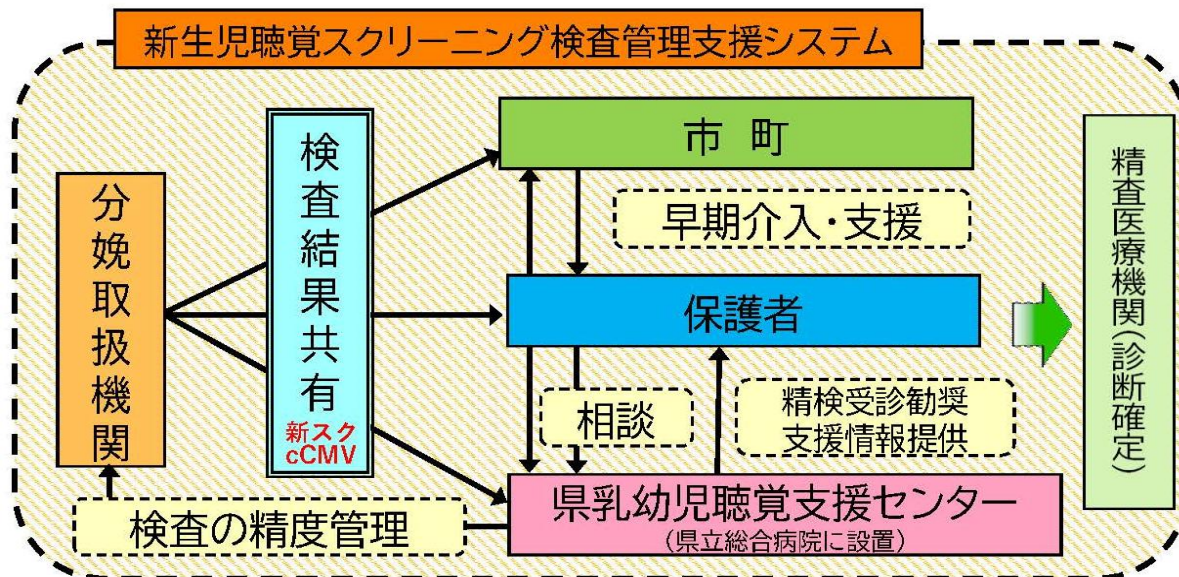 新生児聴覚スクリーニング検査管理支援システム
分娩取扱機関
検査結果共有
新スク
cCMV
市町
早期介入・支援
保護者
相談
精検受診勧奨
支援情報提供
県乳幼児聴覚支援センター
(県立総合病院に設置)
検査の精度管理
精査医療機関(診断確定)